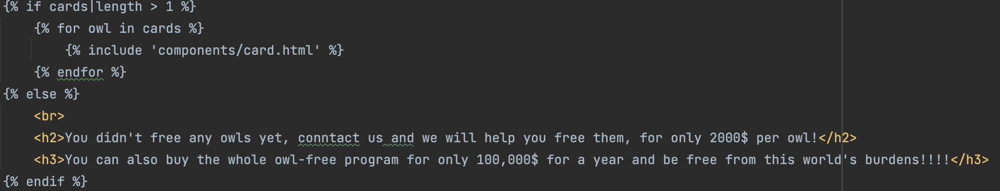 {% if cards|length > 1 %}
{% for owl in cards %}
{% include 'components/card.html' %}
{% endfor %}
{% else %}
<br>
<h2>You didn't free any owls yet, conntact us and we will help you free them, for only 2000$ per owl!</h2>
<h3>You can also buy the whole owl-free program for only 100,000$ for a year and be free from this world's burdens!!!!</h3>
{% endif %}